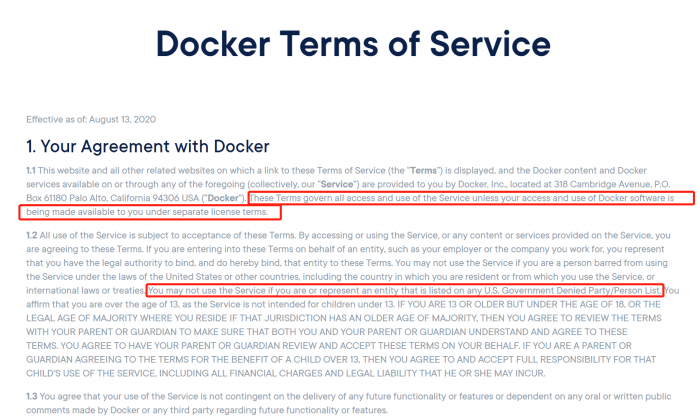 Docker Terms of Service
Effective as of: August 13, 2020
1. Your Agreement with Docker
1.1 This website and all other related websites on which a link to these Terms of Service (the "Terms") is displayed, and the Docker content and Docker
services available on or through any of the foregoing (collectively, our "Service") are provided to you by Docker, Inc., located at 318 Cambridge Avenue, P.O.
Box 61180 Palo Alto, California 94306 USA ("Docker"). These Terms govern all access and use of the Service unless your access and use of Docker software is
being made available to you under separate license terms.
1.2 All use of the Service is subject to acceptance of these Terms. By accessing or using the Service, or any content or services provided on the Service, you
are agreeing to these Terms. If you are entering into these Terms on behalf of an entity, such as your employer or the company you work for, you represent
that you have the legal authority to bind, and do hereby bind, that entity to these Terms. You may not use the Service if you are a person barred from using
the Service under the laws of the United States or other countries, including the country in which you are resident or from which you use the Service, or
international laws or treaties. You may not use the Service if you are or represent an entity that is listed on any U.S. Government Denied Party/Person List. You
affirm that you are over the age of 13, as the Service is not intended for children under 13. IF YOU ARE 13 OR OLDER BUT UNDER THE AGE OF 18, OR THE
LEGAL AGE OF MAJORITY WHERE YOU RESIDE IF THAT JURISDICTION HAS AN OLDER AGE OF MAJORITY, THEN YOU AGREE TO REVIEW THE TERMS
WITH YOUR PARENT OR GUARDIAN TO MAKE SURE THAT BOTH YOU AND YOUR PARENT OR GUARDIAN UNDERSTAND AND AGREE TO THESE
TERMS. YOU AGREE TO HAVE YOUR PARENT OR GUARDIAN REVIEW AND ACCEPT THESE TERMS ON YOUR BEHALF. IF YOU ARE A PARENT OR
GUARDIAN AGREEING TO THE TERMS FOR THE BENEFIT OF A CHILD OVER 13, THEN YOU AGREE TO AND ACCEPT FULL RESPONSIBILITY FOR THAT
CHILD'S USE OF THE SERVICE, INCLUDING ALL FINANCIAL CHARGES AND LEGAL LIABILITY THAT HE OR SHE MAY INCUR.
1.3 You agree that your use of the Service is not contingent on the delivery of any future functionality or features or dependent on any oral or written public
comments made by Docker or any third party regarding future functionality or features.